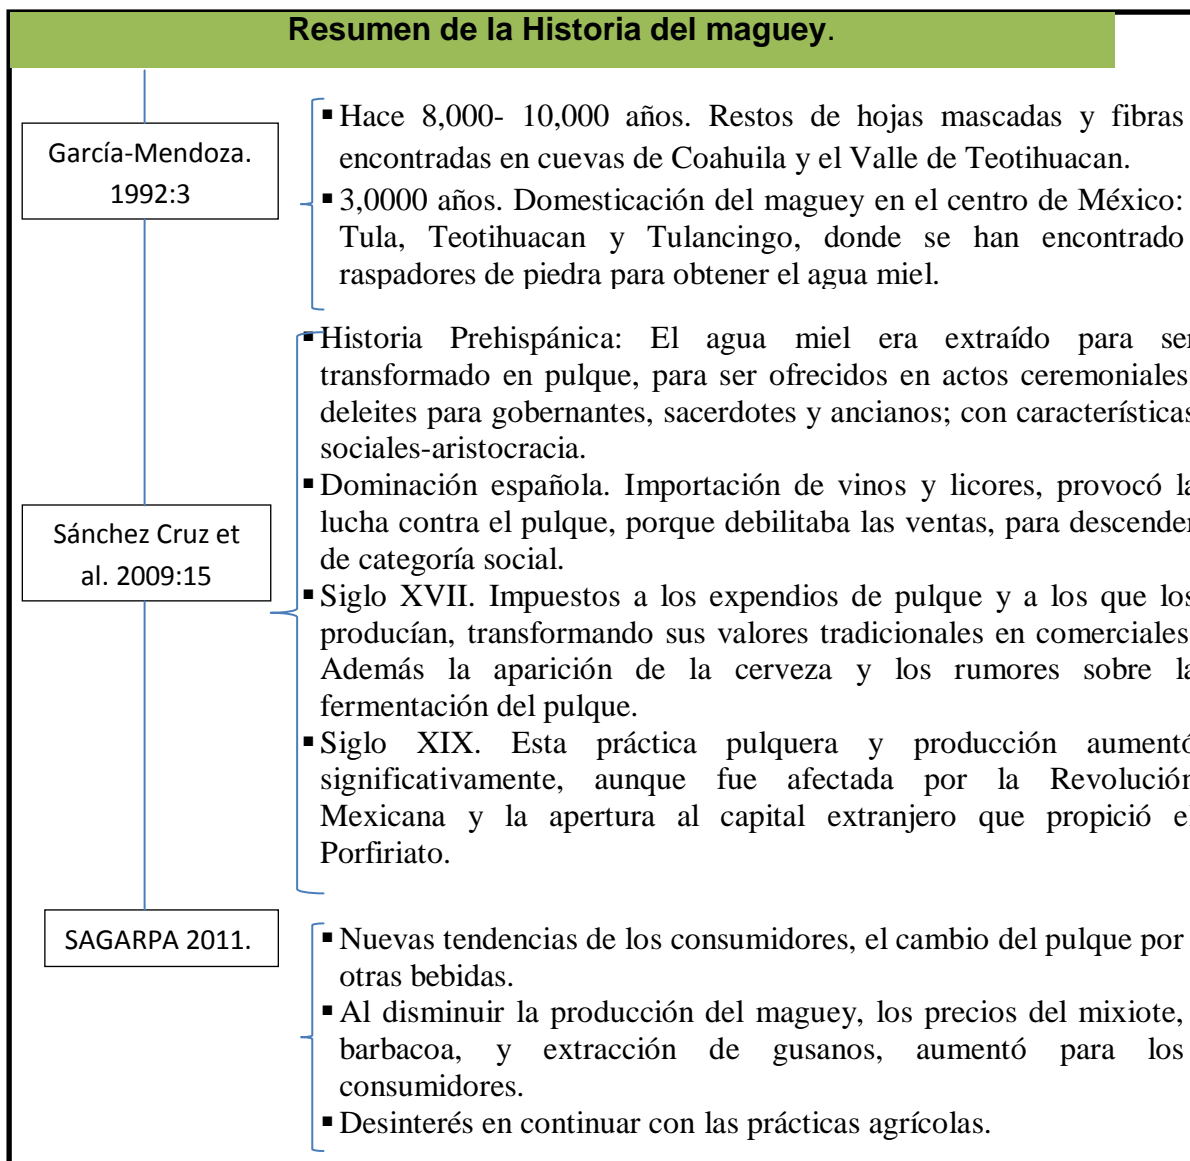 Resumen de la Historia del maguey.
García-Mendoza.
1992:3
▪ Hace 8,000- 10,000 años. Restos de hojas mascadas y fibras
encontradas en cuevas de Coahuila y el Valle de Teotihuacan.
▪ 3,0000 años. Domesticación del maguey en el centro de México:
Tula, Teotihuacan y Tulancingo, donde se han encontrado
raspadores de piedra para obtener el agua miel.
Sánchez Cruz et
al. 2009:15
▪ Historia Prehispánica: El agua miel era extraído para ser
transformado en pulque, para ser ofrecidos en actos ceremoniales
deleites para gobernantes, sacerdotes y ancianos; con características
sociales-aristocracia.
▪ Dominación española. Importación de vinos y licores, provocó la
lucha contra el pulque, porque debilitaba las ventas, para descender
de categoría social.
▪ Siglo XVII. Impuestos a los expendios de pulque y a los que los
producían, transformando sus valores tradicionales en comerciales
Además la aparición de la cerveza y los rumores sobre la
fermentación del pulque.
▪ Siglo XIX. Esta práctica pulquera y producción aumentó
significativamente, aunque fue afectada por la Revolución
Mexicana y la apertura al capital extranjero que propició el
Porfiriato.
SAGARPA 2011.
▪ Nuevas tendencias de los consumidores, el cambio del pulque por
otras bebidas.
▪ Al disminuir la producción del maguey, los precios del mixiote,
barbacoa, y extracción de gusanos, aumentó para los
consumidores.
▪ Desinterés en continuar con las prácticas agrícolas.